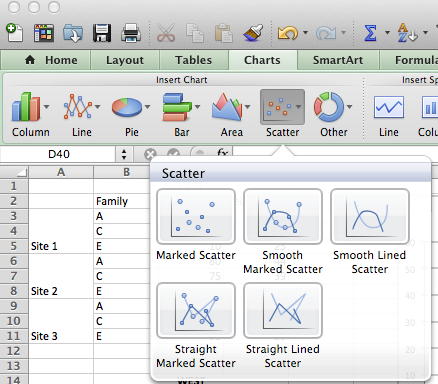 Home Layout Tables Charts SmartArt Formula
Insert Chart Insert Sp
Column Line Pie Bar Area Scatter Other Line Colu
D40 fx
Scatter
Marked Scatter
Smooth Marked Scatter
Smooth Lined Scatter
Straight Marked Scatter
Straight Lined Scatter
A B
1
2 Family
3 A
4 C
5 Site 1 E
6 A
7 C
8 Site 2 E
9 A
10 C
11 Site 3 E
12
13
14